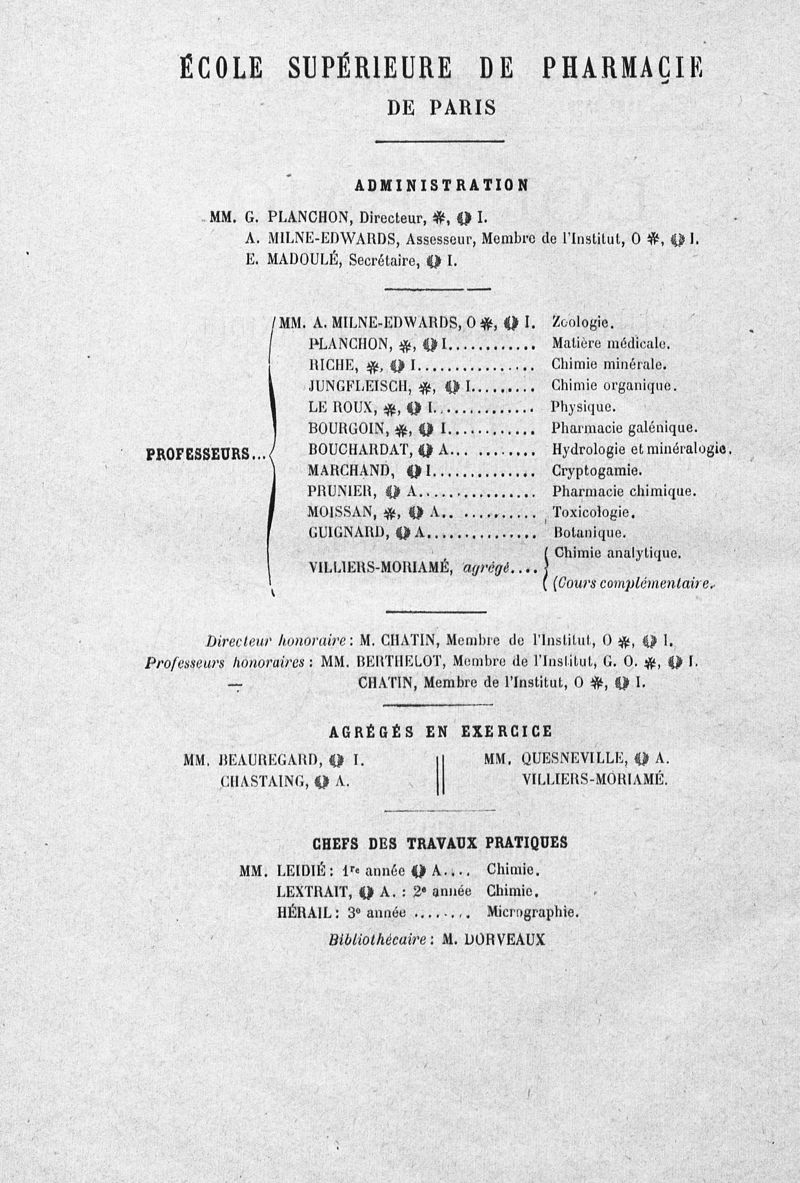 ÉCOLE SUPÉRIEURE DE PHARMACIE
DE PARIS
ADMINISTRATION
MM. G. PLANCHON, Directeur, ✻, ❦ I.
A. MILNE-EDWARDS, Assesseur, Membre de l'Institut, O ✻, ❦ I.
E. MADOULÉ, Secrétaire, ❦ I.
PROFESSEURS...
MM. A. MILNE-EDWARDS, O ✻, ❦ I. Zoologie.
PLANCHON, ✻, ❦ I............ Matière médicale.
RICHE, ✻, ❦ I................ Chimie minérale.
JUNGFLEISCH, ✻, ❦ I......... Chimie organique.
LE ROUX, ✻, ❦ I............. Physique.
BOURGOIN, ✻, ❦ I............ Pharmacie galénique.
BOUCHARDAT, ❦ A... ......... Hydrologie et minéralogie.
MARCHAND, ❦ I............... Cryptogamie.
PRUNIER, ❦ A................ Pharmacie chimique.
MOISSAN, ✻, ❦ A.. .......... Toxicologie.
GUIGNARD, ❦ A............... Botanique.
VILLIERS-MORIAMÉ, agrégé.... Chimie analytique.
(Cours complémentaire.
Directeur honoraire : M. CHATIN, Membre de l'Institut, O ✻, ❦ I.
Professeurs honoraires : MM. BERTHELOT, Membre de l'Institut, G. O. ✻, ❦ I.
— CHATIN, Membre de l'Institut, O ✻, ❦ I.
AGRÉGÉS EN EXERCICE
MM. BEAUREGARD, ❦ I. MM. QUESNEVILLE, ❦ A.
CHASTAING, ❦ A. VILLIERS-MORIAMÉ.
CHEFS DES TRAVAUX PRATIQUES
MM. LEIDIÉ : 1re année ❦ A.... Chimie.
LEXTRAIT, ❦ A. : 2e année Chimie.
HÉRAIL : 3e année ........ Micrographie.
Bibliothécaire : M. DORVEAUX